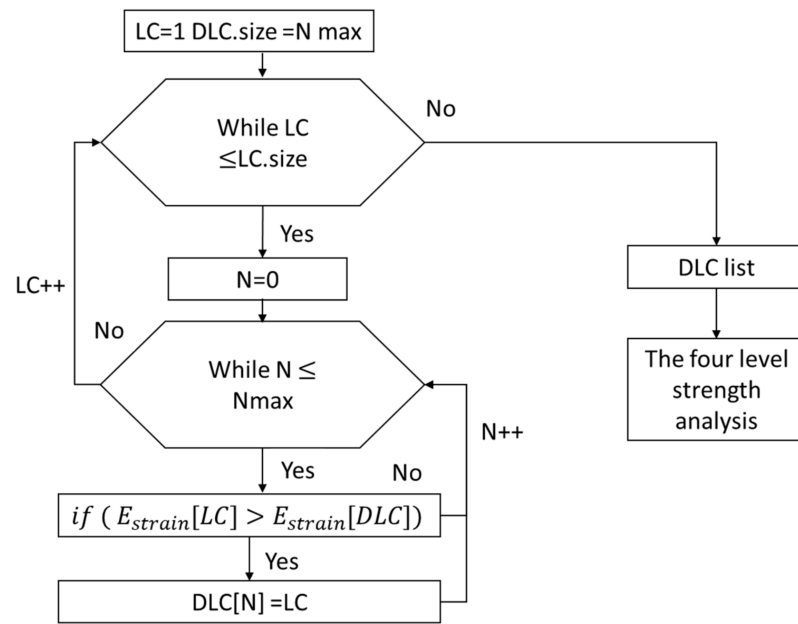 LC=1 DLC.size =N max
While LC
≤LC.size
No
Yes
N=0
LC++
No
While N ≤
Nmax
Yes
No
N++
if ( E_strain[LC] > E_strain[DLC])
Yes
DLC[N] =LC
DLC list
The four level
strength
analysis